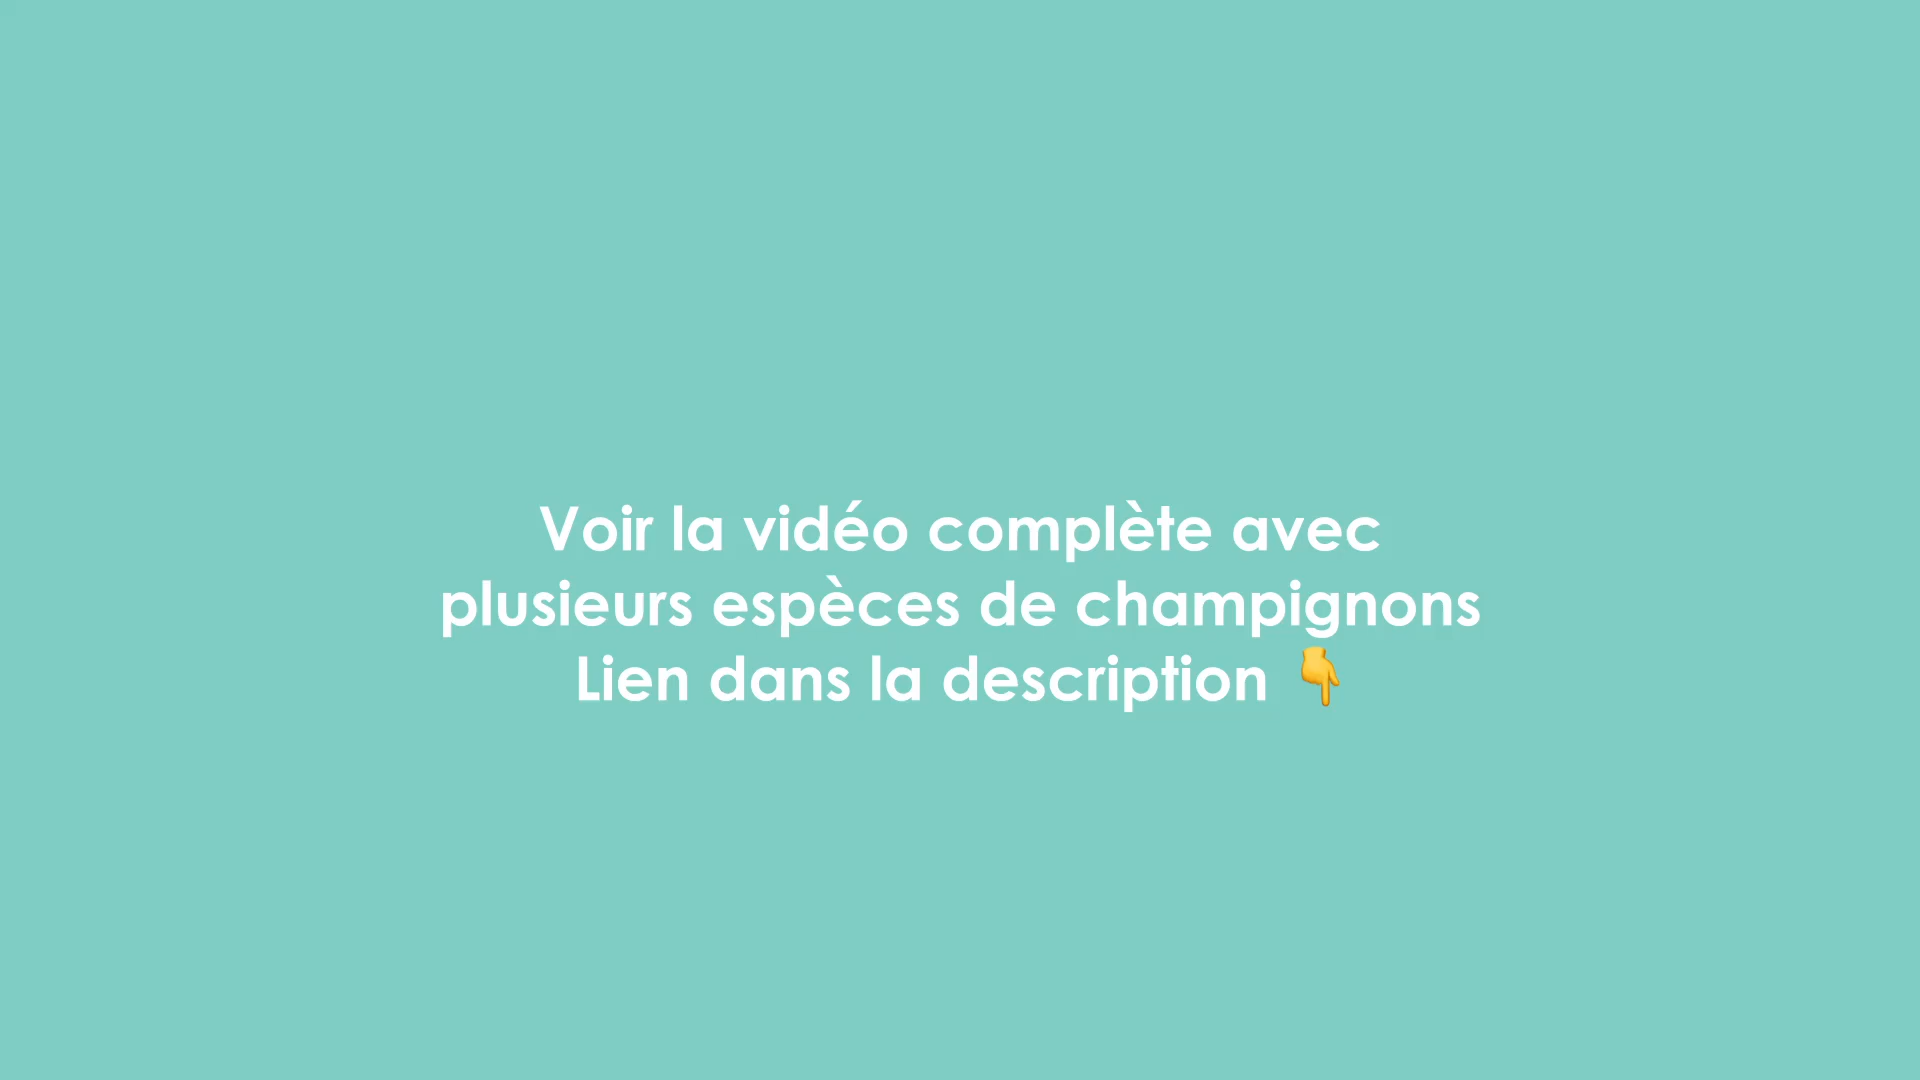 Voir la vidéo complète avec
plusieurs espèces de champignons
Lien dans la description 👇